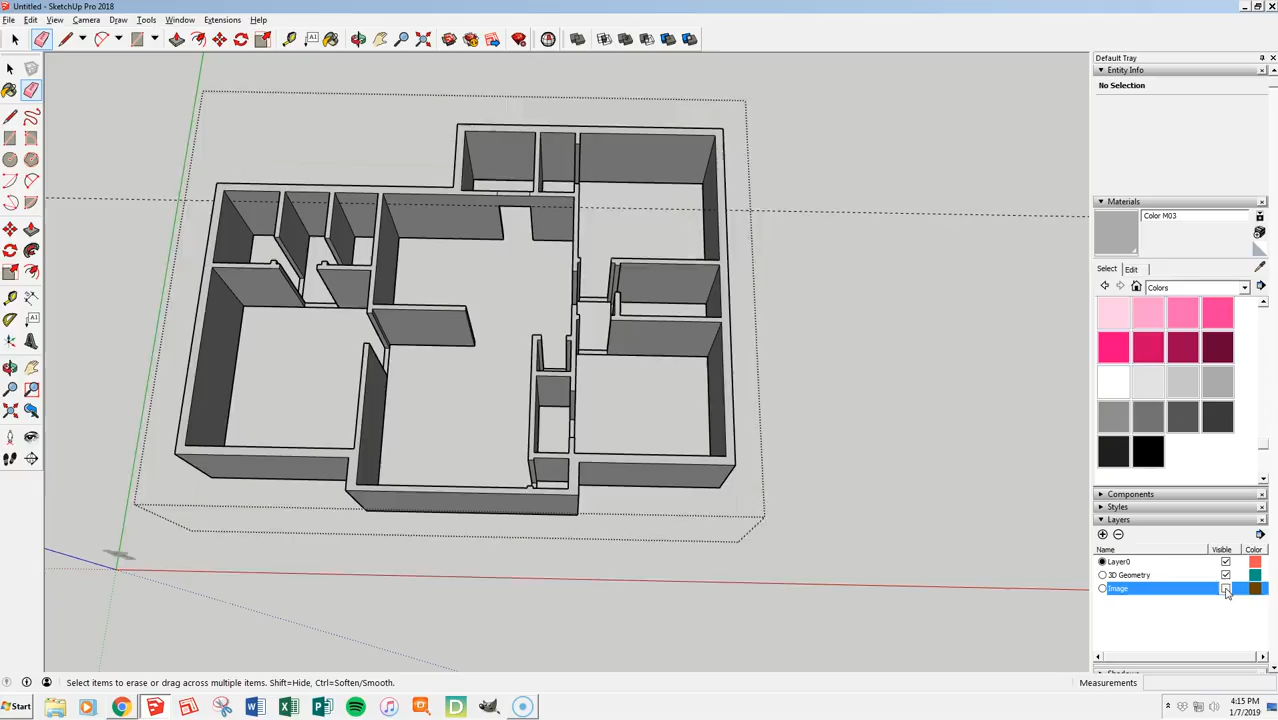 Untitled - SketchUp Pro 2018
File Edit View Camera Draw Tools Window Extensions Help
Default Tray
Entity Info
No Selection
Materials
Color M03
Select Edit
Colors
Components
Styles
Layers
Name Visible Color
Layer0
3D Geometry
Image
Select items to erase or drag across multiple items. Shift=Hide, Ctrl=Soften/Smooth.
Measurements
Start
4:15 PM
1/7/2019